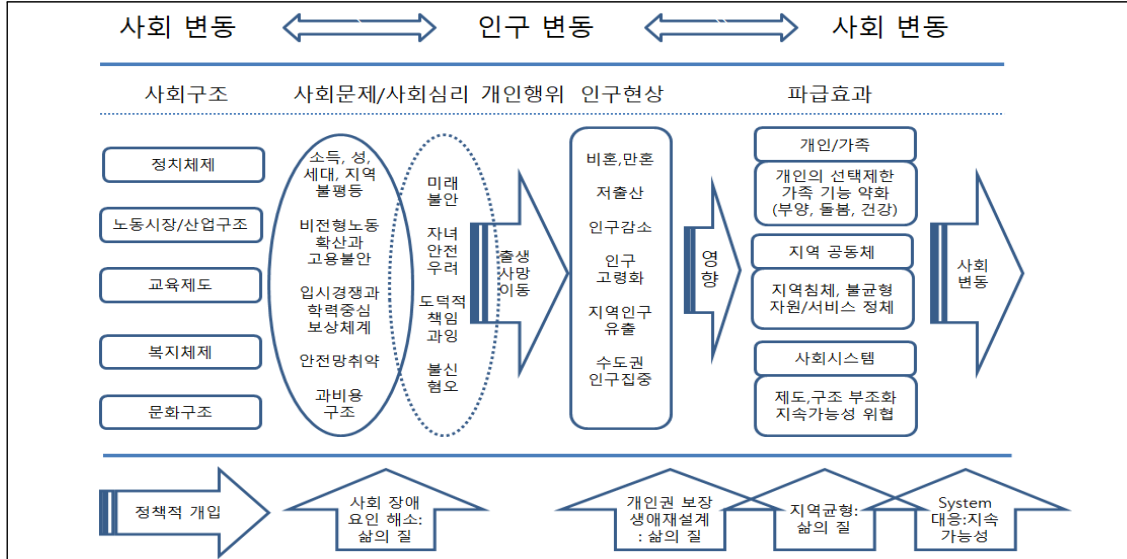 사회 변동
인구 변동
사회 변동
사회구조
사회문제/사회심리
개인행위
인구현상
파급효과
정치체제
노동시장/산업구조
교육제도
복지체제
문화구조
소득, 성,
세대, 지역
불평등
비전형노동
확산과
고용불안
입시경쟁과
학력중심
보상체계
안전망취약
과비용
구조
미래
불안
자녀
안전
우려
도덕적
책임
과잉
불신
혐오
출생
사망
이동
비혼,만혼
저출산
인구감소
인구
고령화
지역인구
유출
수도권
인구집중
영
향
개인/가족
개인의 선택제한
가족 기능 약화
(부양, 돌봄, 건강)
지역 공동체
지역침체, 불균형
자원/서비스 정체
사회시스템
제도,구조 부조화
지속가능성 위협
사회
변동
정책적 개입
사회 장애
요인 해소:
삶의 질
개인권 보장
생애재설계
: 삶의 질
지역균형:
삶의 질
System
대응:지속
가능성